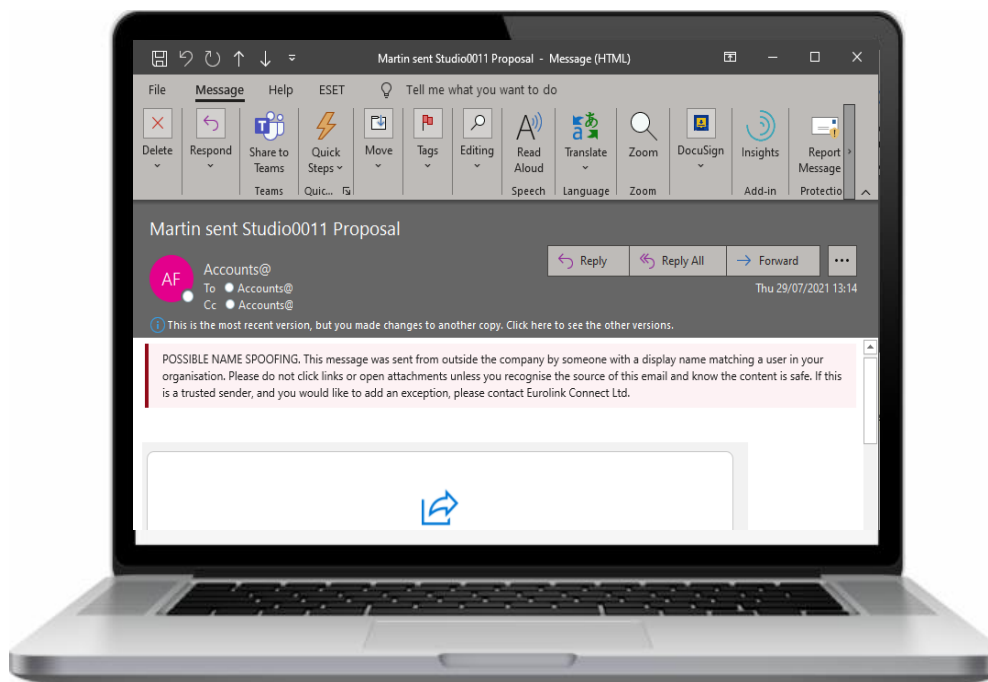 Martin sent Studio0011 Proposal - Message (HTML)
File Message Help ESET Tell me what you want to do
Delete Respond Share to Teams Quick Steps Move Tags Editing Read Aloud Translate Zoom DocuSign Insights Report Message
Teams Quic... Speech Language Zoom Add-in Protectio
Martin sent Studio0011 Proposal
Reply Reply All Forward
AF
Accounts@
To Accounts@
Thu 29/07/2021 13:14
Cc Accounts@
This is the most recent version, but you made changes to another copy. Click here to see the other versions.
POSSIBLE NAME SPOOFING. This message was sent from outside the company by someone with a display name matching a user in your
organisation. Please do not click links or open attachments unless you recognise the source of this email and know the content is safe. If this
is a trusted sender, and you would like to add an exception, please contact Eurolink Connect Ltd.